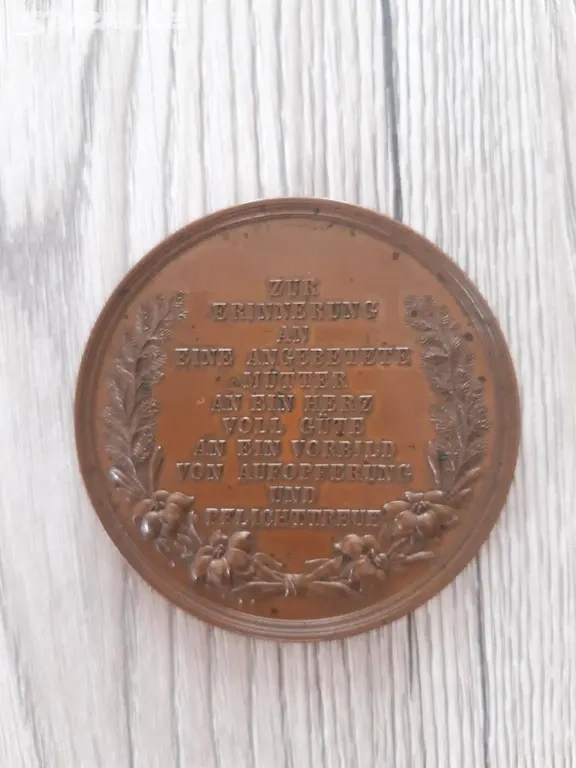 ZUR
ERINNERUNG
AN
EINE ANGEBETETE
MUTTER
AN EIN HERZ
VOLL GÜTE
AN EIN VORBILD
VON AUFOPFERUNG
UND
PFLICHTTREUE